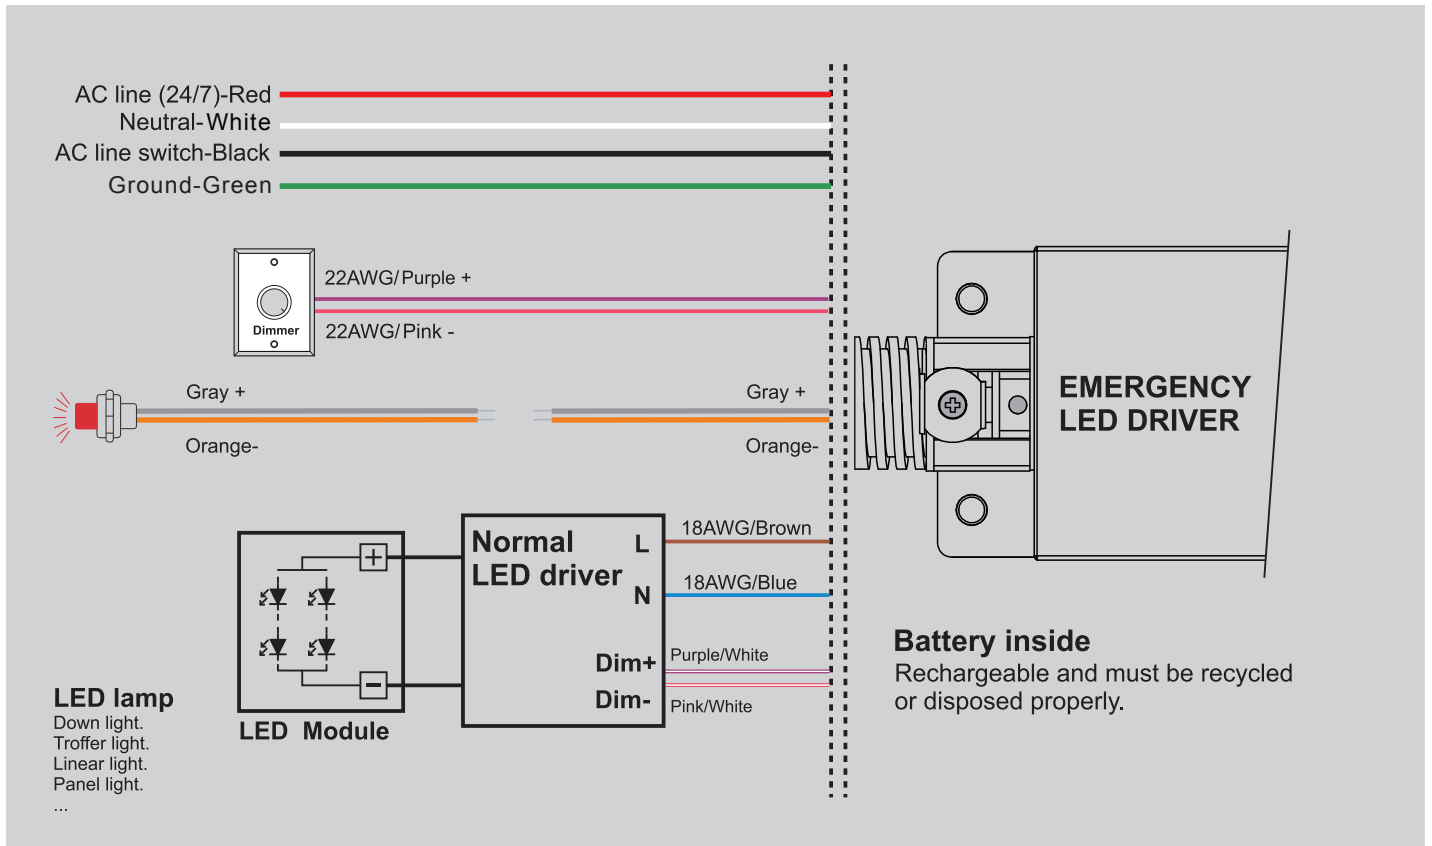 AC line (24/7)-Red
Neutral-White
AC line switch-Black
Ground-Green
22AWG/Purple +
Dimmer
22AWG/Pink -
Gray +
Gray +
Orange-
Orange-
EMERGENCY
LED DRIVER
Normal
LED driver
L
18AWG/Brown
N
18AWG/Blue
Dim+
Purple/White
Dim-
Pink/White
+
-
LED Module
LED lamp
Down light.
Troffer light.
Linear light.
Panel light.
...
Battery inside
Rechargeable and must be recycled
or disposed properly.